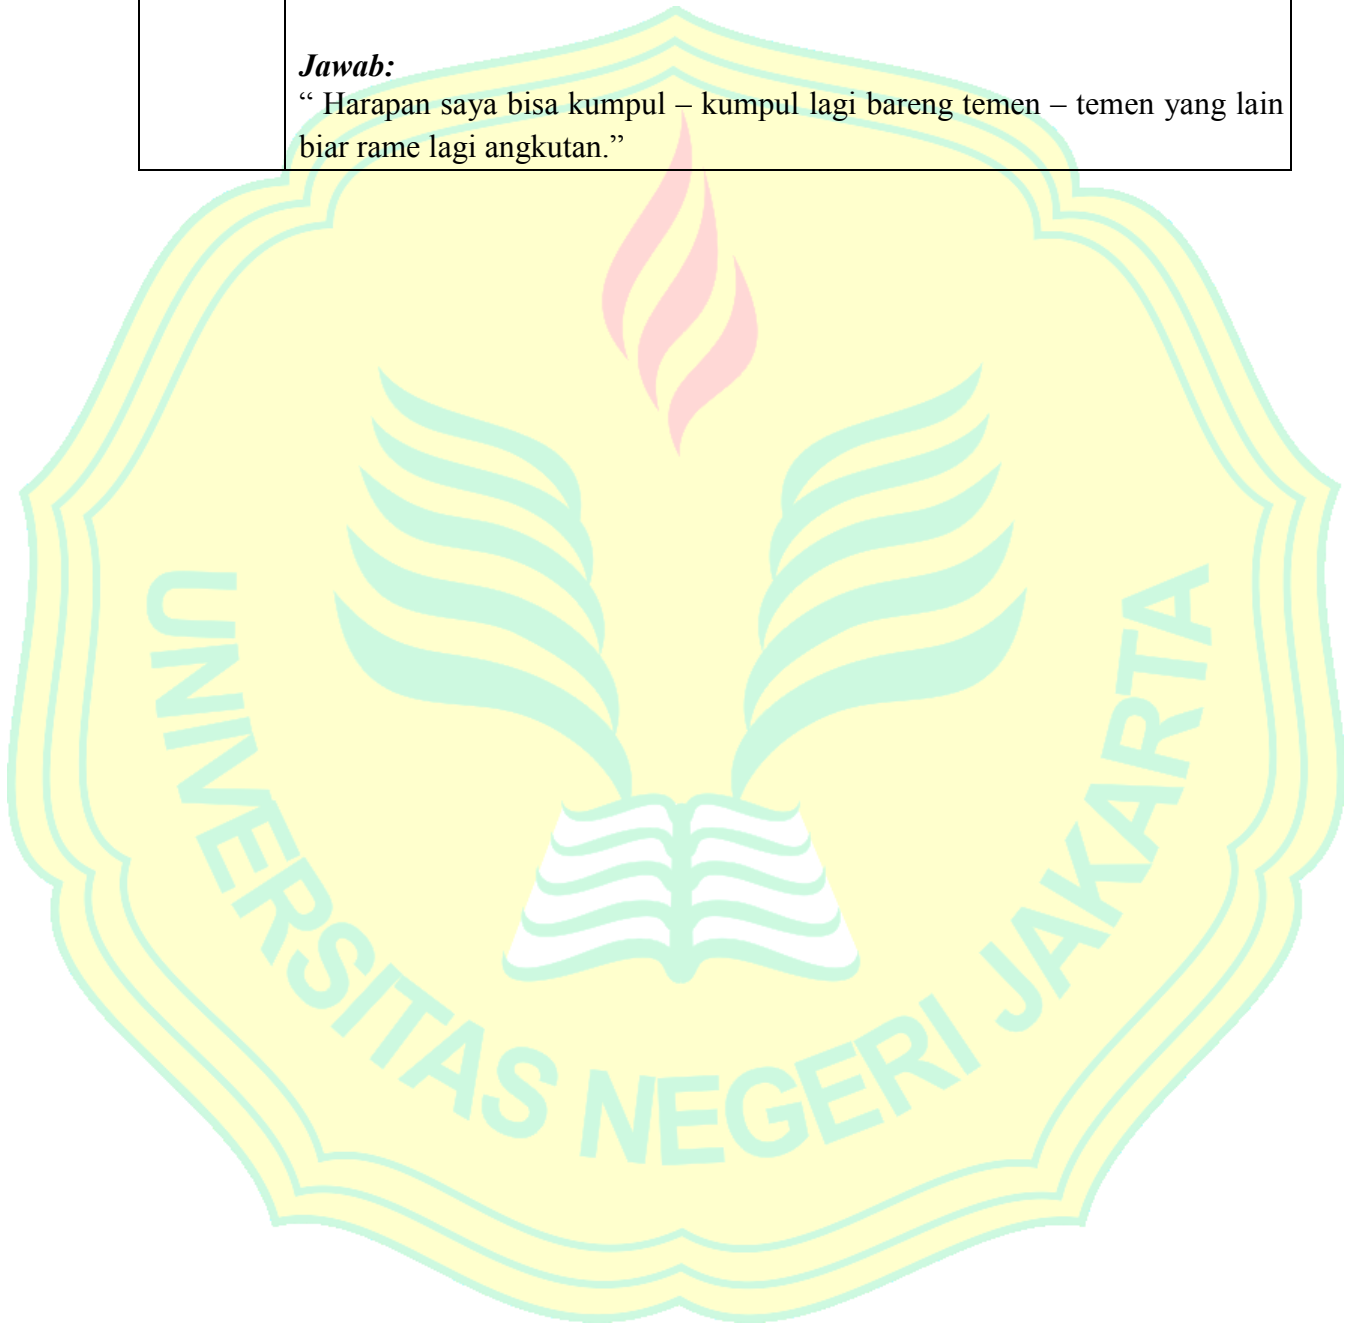 Jawab:
“ Harapan saya bisa kumpul – kumpul lagi bareng temen – temen yang lain
biar rame lagi angkutan.”
UNIVERSITAS NEGERI JAKARTA